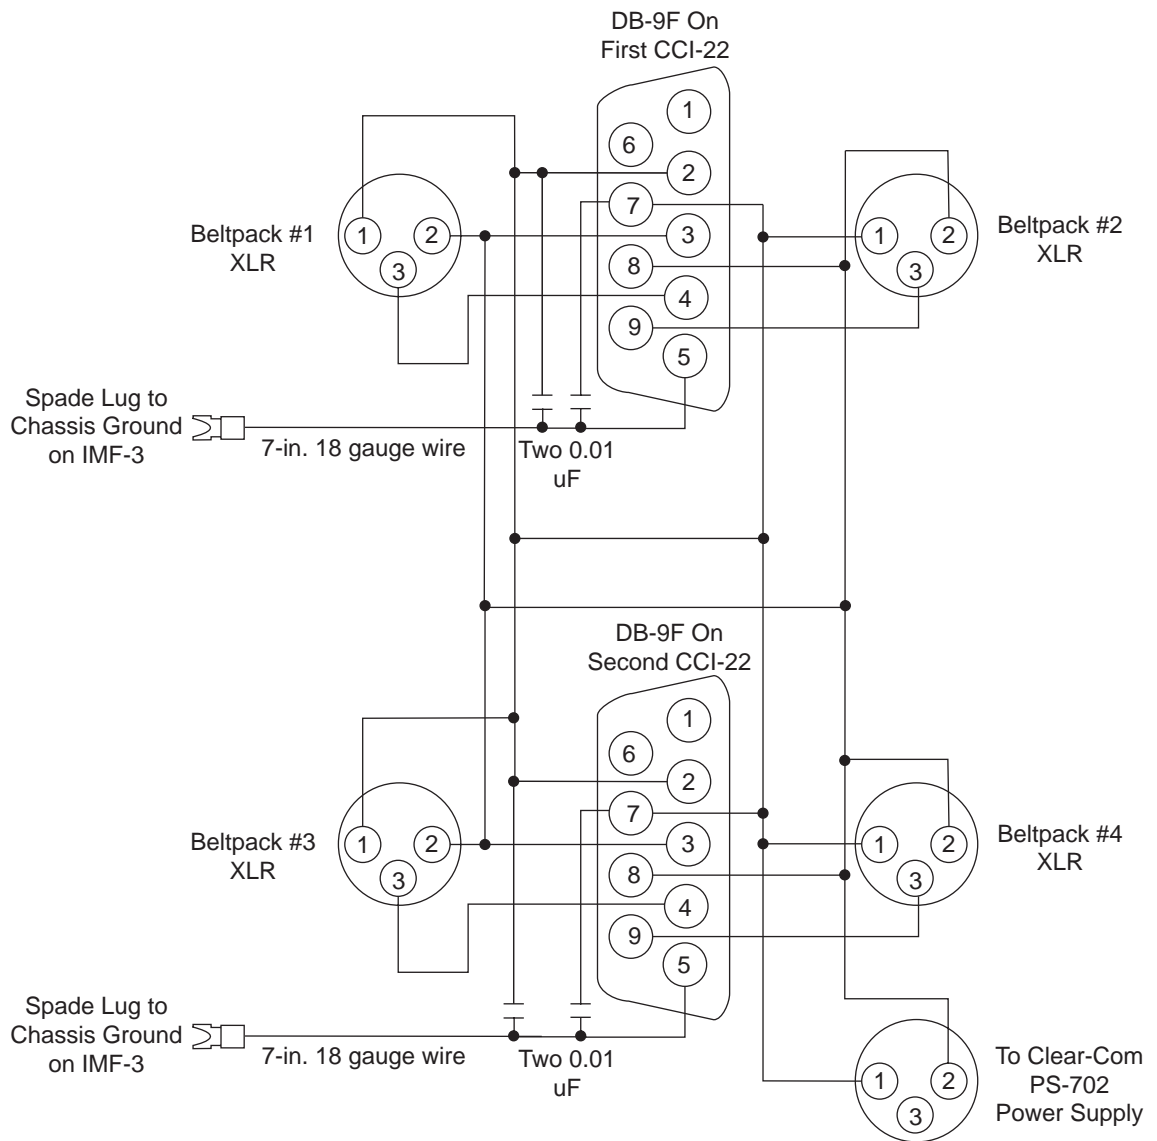 DB-9F On
First CCI-22
1
6
2
7
3
8
4
9
5
Beltpack #1
XLR
1
2
3
Beltpack #2
XLR
1
2
3
Spade Lug to
Chassis Ground
on IMF-3
7-in. 18 gauge wire
Two 0.01
uF
DB-9F On
Second CCI-22
1
6
2
7
3
8
4
9
5
Beltpack #3
XLR
1
2
3
Beltpack #4
XLR
1
2
3
Spade Lug to
Chassis Ground
on IMF-3
7-in. 18 gauge wire
Two 0.01
uF
1
2
3
To Clear-Com
PS-702
Power Supply